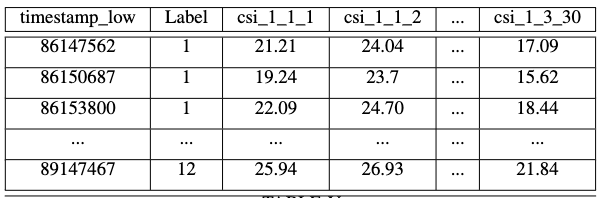 timestamp_low Label csi_1_1_1 csi_1_1_2 ... csi_1_3_30
86147562 1 21.21 24.04 ... 17.09
86150687 1 19.24 23.7 ... 15.62
86153800 1 22.09 24.70 ... 18.44
... ... ... ... ... ...
89147467 12 25.94 26.93 ... 21.84